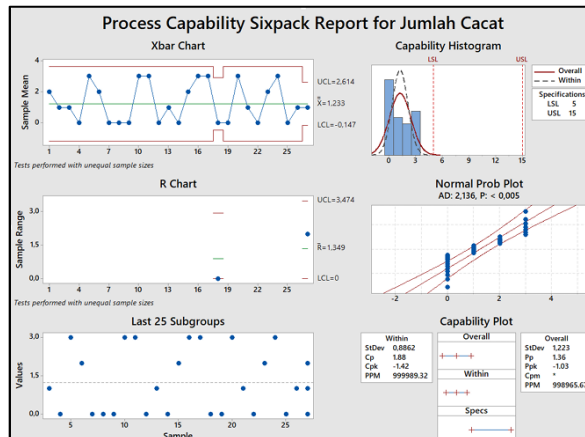 Process Capability Sixpack Report for Jumlah Cacat
Xbar Chart
Sample Mean
4
2
0
1 4 7 10 13 16 19 22 25
UCL=2.614
X=1.233
LCL=-0.147
Tests performed with unequal sample sizes
Capability Histogram
LSL
USL
0 3 6 9 12 15
Overall
Within
Specifications
LSL 5
USL 15
R Chart
Sample Range
3.0
1.5
0.0
1 4 7 10 13 16 19 22 25
UCL=3.474
R=1.349
LCL=0
Tests performed with unequal sample sizes
Normal Prob Plot
AD: 2,136, P: < 0,005
-2 0 2 4
Last 25 Subgroups
Values
3.0
1.5
0.0
5 10 15 20 25
Sample
Capability Plot
Within
StDev 0,8862
Cp 1.88
Cpk -1.42
PPM 999989.32
Overall
Within
Specs
Overall
StDev 1,223
Pp 1.36
Ppk -1.03
Cpm *
PPM